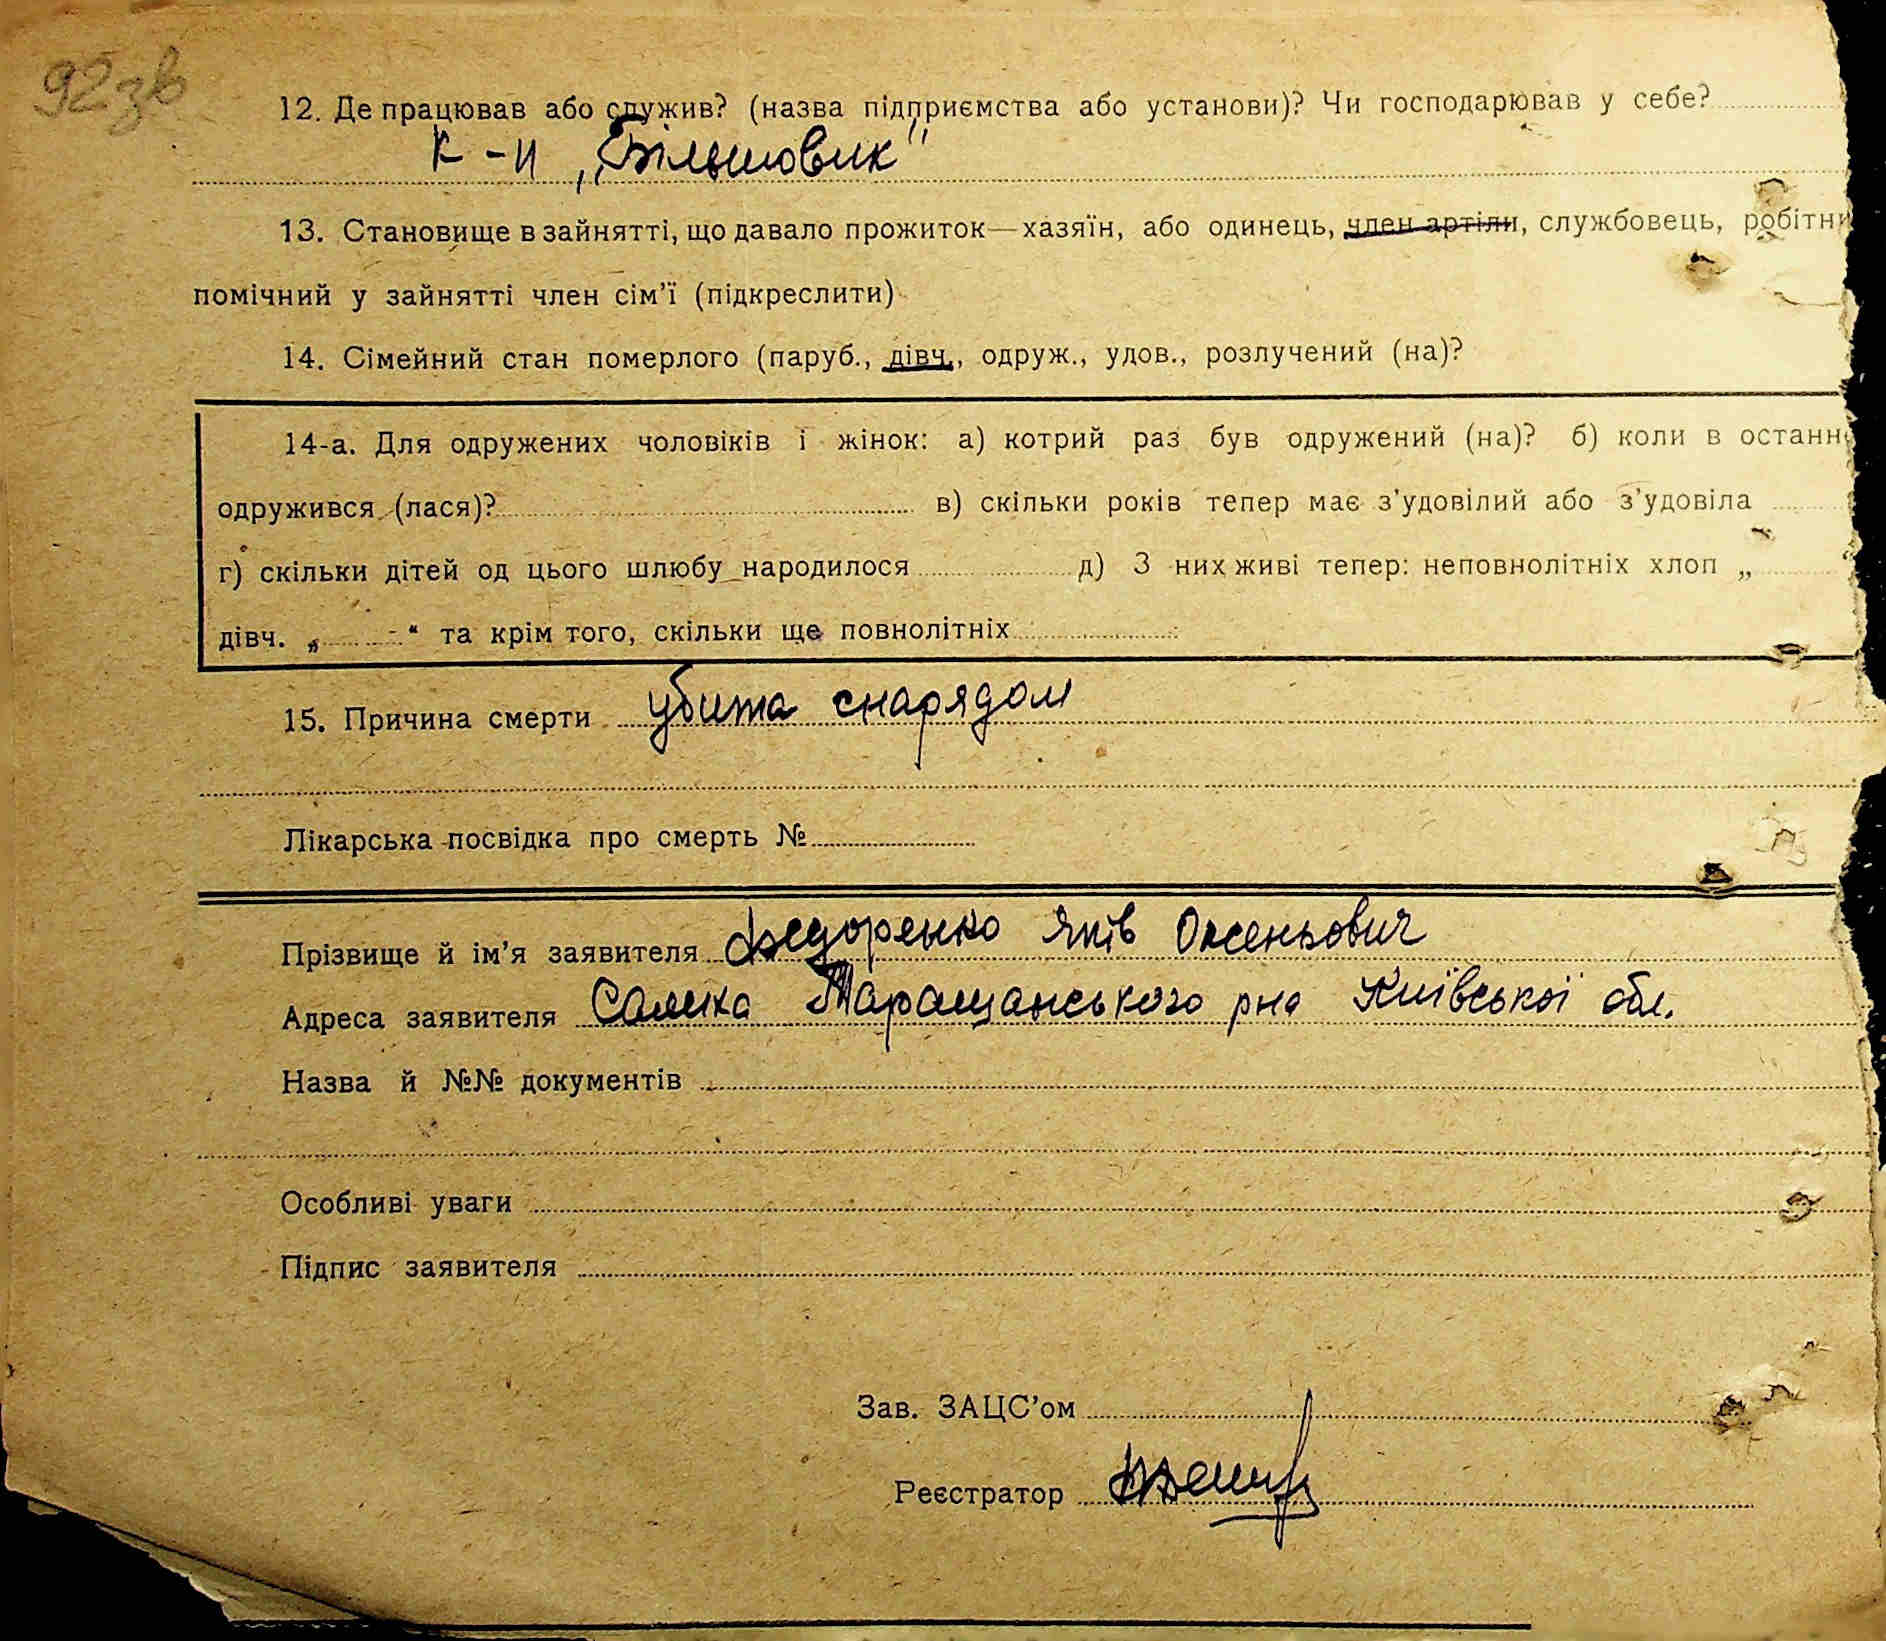 92зв
12. Де працював або служив? (назва підприємства або установи)? Чи господарював у себе?
К-п „Більшовик"
13. Становище в зайнятті, що давало прожиток—хазяїн, або одинець, член артіли, службовець, робітни
помічний у зайнятті член сім'ї (підкреслити)
14. Сімейний стан померлого (паруб., дівч., одруж., удов., розлучений (на)?
14-а. Для одружених чоловіків і жінок: а) котрий раз був одружений (на)? б) коли в останн
одружився (лася)? в) скільки років тепер має з'удовілий або з'удовіла
г) скільки дітей од цього шлюбу народилося д) З них живі тепер: неповнолітніх хлоп „
дівч. „ “ та крім того, скільки ще повнолітніх
15. Причина смерти убита снарядом
Лікарська посвідка про смерть №
Прізвище й ім'я заявителя Федоренко Яків Оксеньович
Адреса заявителя Салиха Таращанського рна Київської обл.
Назва й №№ документів
Особливі уваги
Підпис заявителя
Зав. ЗАЦС'ом
Реєстратор